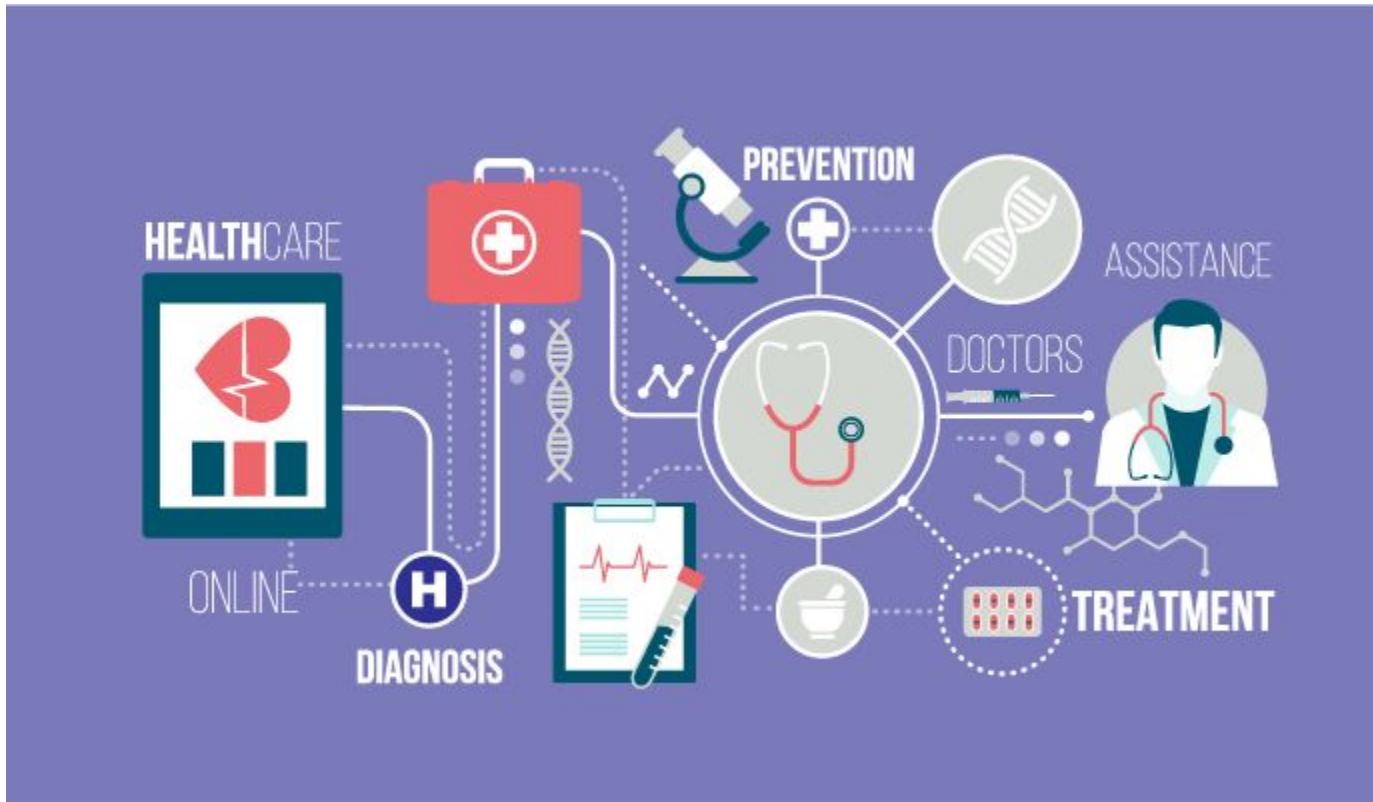 PREVENTION
HEALTHCARE
ASSISTANCE
DOCTORS
ONLINE
H
DIAGNOSIS
TREATMENT